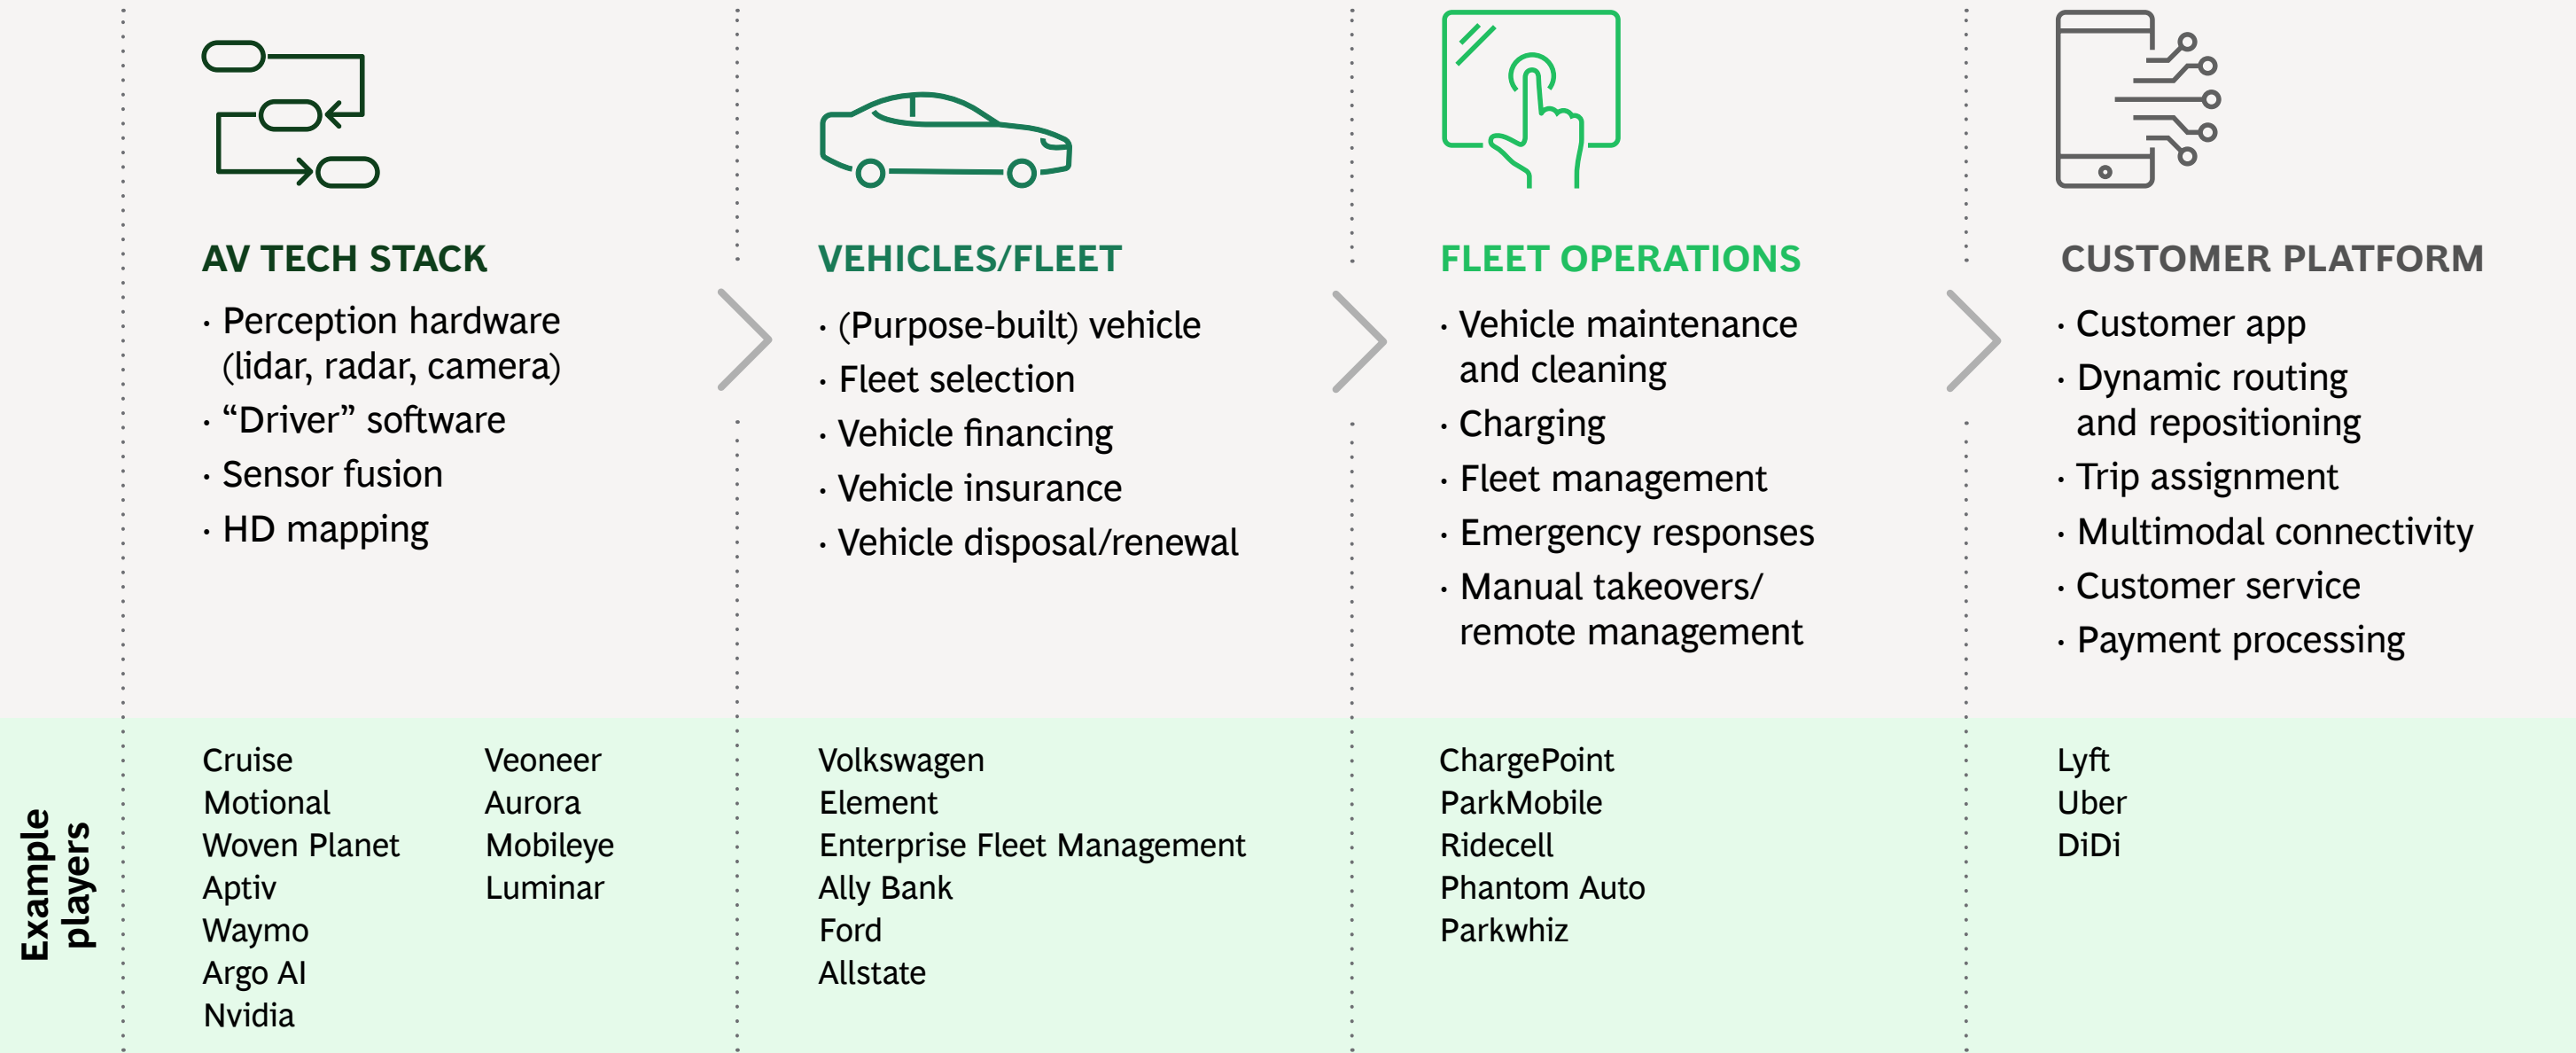 AV TECH STACK
· Perception hardware
(lidar, radar, camera)
· “Driver” software
· Sensor fusion
· HD mapping
VEHICLES/FLEET
· (Purpose-built) vehicle
· Fleet selection
· Vehicle financing
· Vehicle insurance
· Vehicle disposal/renewal
FLEET OPERATIONS
· Vehicle maintenance
and cleaning
· Charging
· Fleet management
· Emergency responses
· Manual takeovers/
remote management
CUSTOMER PLATFORM
· Customer app
· Dynamic routing
and repositioning
· Trip assignment
· Multimodal connectivity
· Customer service
· Payment processing
Example
players
Cruise
Motional
Woven Planet
Aptiv
Waymo
Argo AI
Nvidia
Veoneer
Aurora
Mobileye
Luminar
Volkswagen
Element
Enterprise Fleet Management
Ally Bank
Ford
Allstate
ChargePoint
ParkMobile
Ridecell
Phantom Auto
Parkwhiz
Lyft
Uber
DiDi